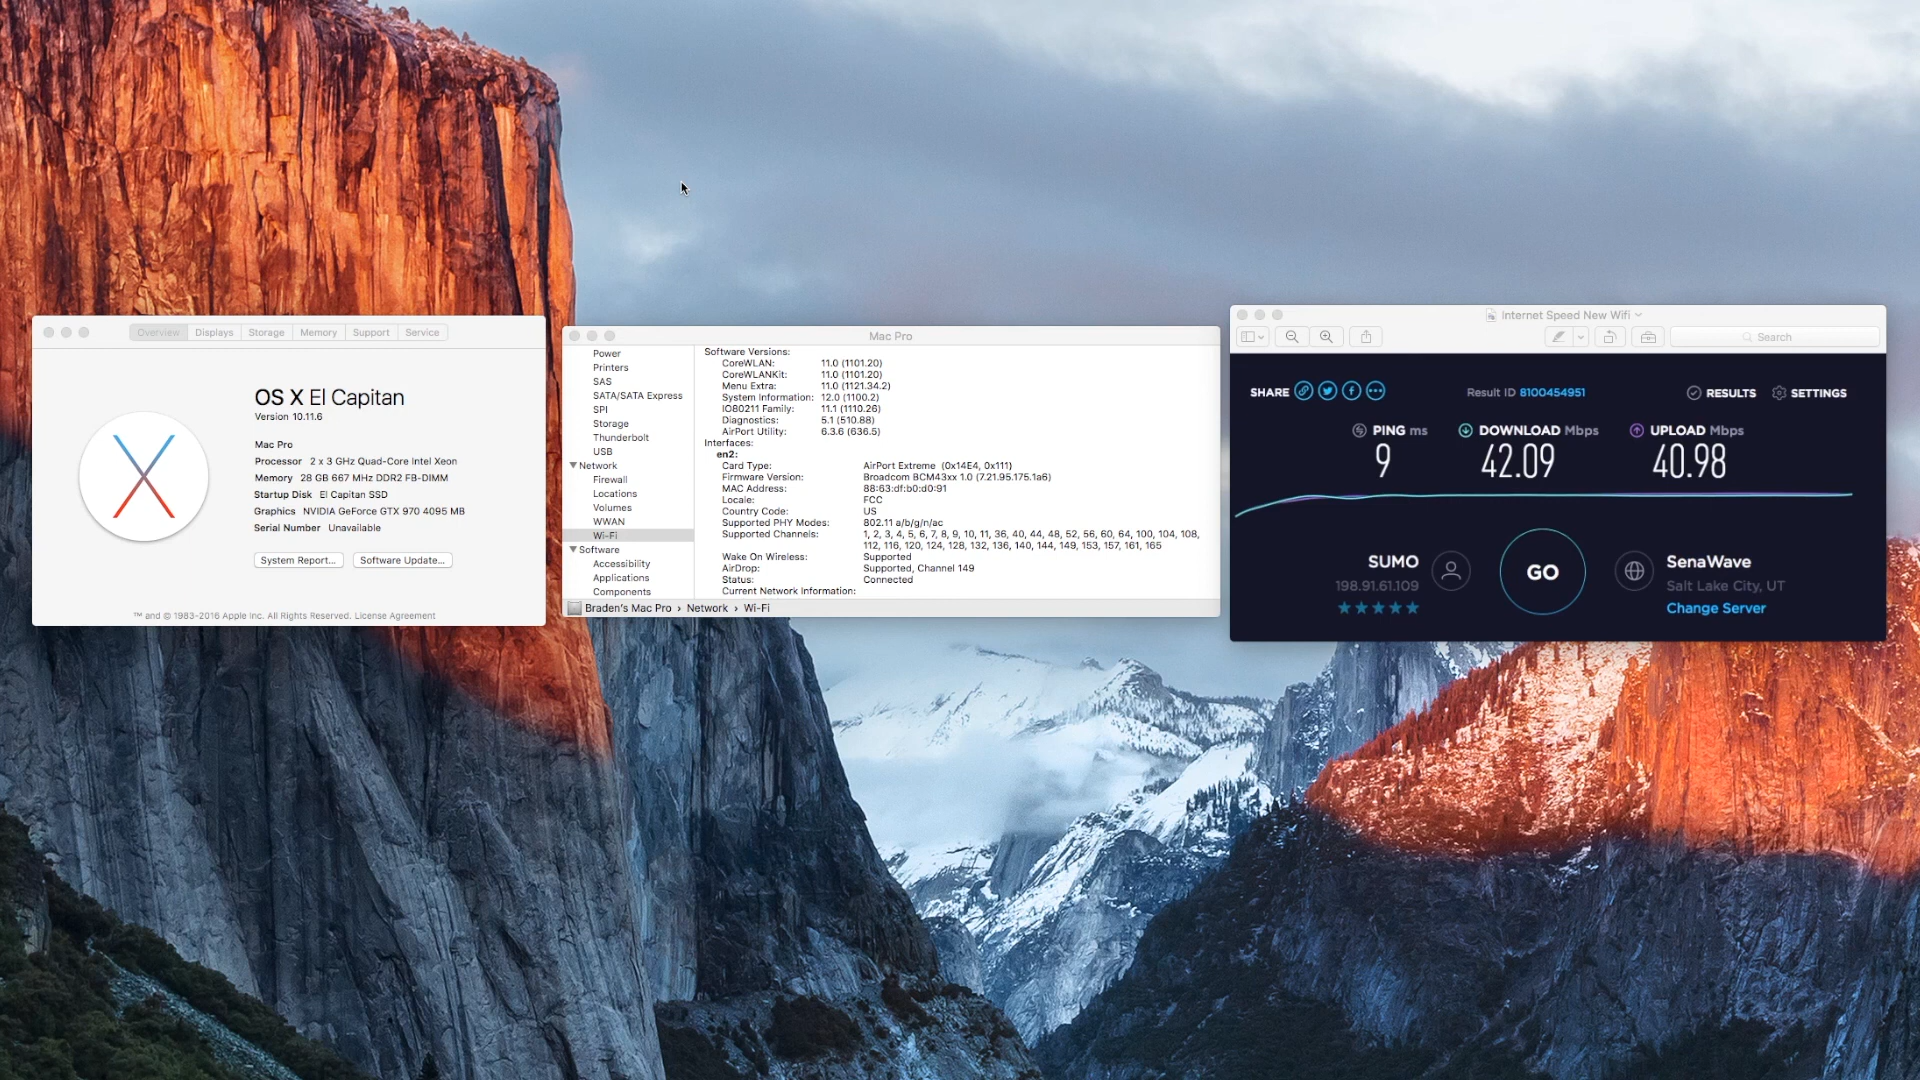 Overview Displays Storage Memory Support Service
OS X El Capitan
Version 10.11.6
Mac Pro
Processor 2 x 3 GHz Quad-Core Intel Xeon
Memory 28 GB 667 MHz DDR2 FB-DIMM
Startup Disk El Capitan SSD
Graphics NVIDIA GeForce GTX 970 4095 MB
Serial Number Unavailable
System Report... Software Update...
™ and © 1983-2016 Apple Inc. All Rights Reserved. License Agreement
Mac Pro
Power
Printers
SAS
SATA/SATA Express
SPI
Storage
Thunderbolt
USB
Network
Firewall
Locations
Volumes
WWAN
Wi-Fi
Software
Accessibility
Applications
Components
Software Versions:
CoreWLAN: 11.0 (1101.20)
CoreWLANKit: 11.0 (1101.20)
Menu Extra: 11.0 (1121.34.2)
System Information: 12.0 (1100.2)
IO80211 Family: 11.1 (1110.26)
Diagnostics: 5.1 (510.88)
AirPort Utility: 6.3.6 (636.5)
Interfaces:
en2:
Card Type: AirPort Extreme (0x14E4, 0x111)
Firmware Version: Broadcom BCM43xx 1.0 (7.21.95.175.1a6)
MAC Address: 88:63:df:b0:d0:91
Locale: FCC
Country Code: US
Supported PHY Modes: 802.11 a/b/g/n/ac
Supported Channels: 1, 2, 3, 4, 5, 6, 7, 8, 9, 10, 11, 36, 40, 44, 48, 52, 56, 60, 64, 100, 104, 108,
112, 116, 120, 124, 128, 132, 136, 140, 144, 149, 153, 157, 161, 165
Wake On Wireless: Supported
AirDrop: Supported, Channel 149
Status: Connected
Current Network Information:
Braden's Mac Pro › Network › Wi-Fi
Internet Speed New Wifi
Search
SHARE Result ID 8100454951 RESULTS SETTINGS
PING ms DOWNLOAD Mbps UPLOAD Mbps
9 42.09 40.98
SUMO
198.91.61.109
GO
SenaWave
Salt Lake City, UT
Change Server